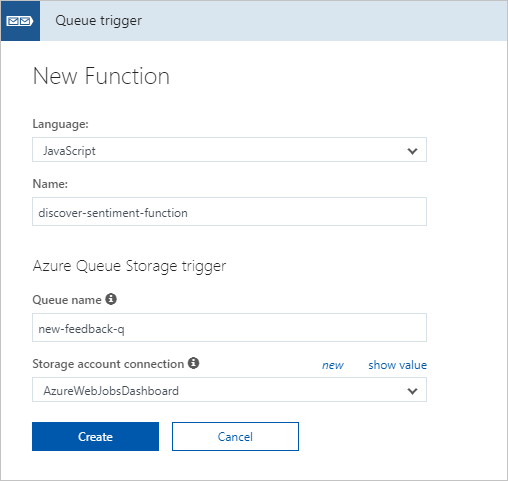 Queue trigger
New Function
Language:
JavaScript
Name:
discover-sentiment-function
Azure Queue Storage trigger
Queue name
new-feedback-q
Storage account connection new show value
AzureWebJobsDashboard
Create Cancel